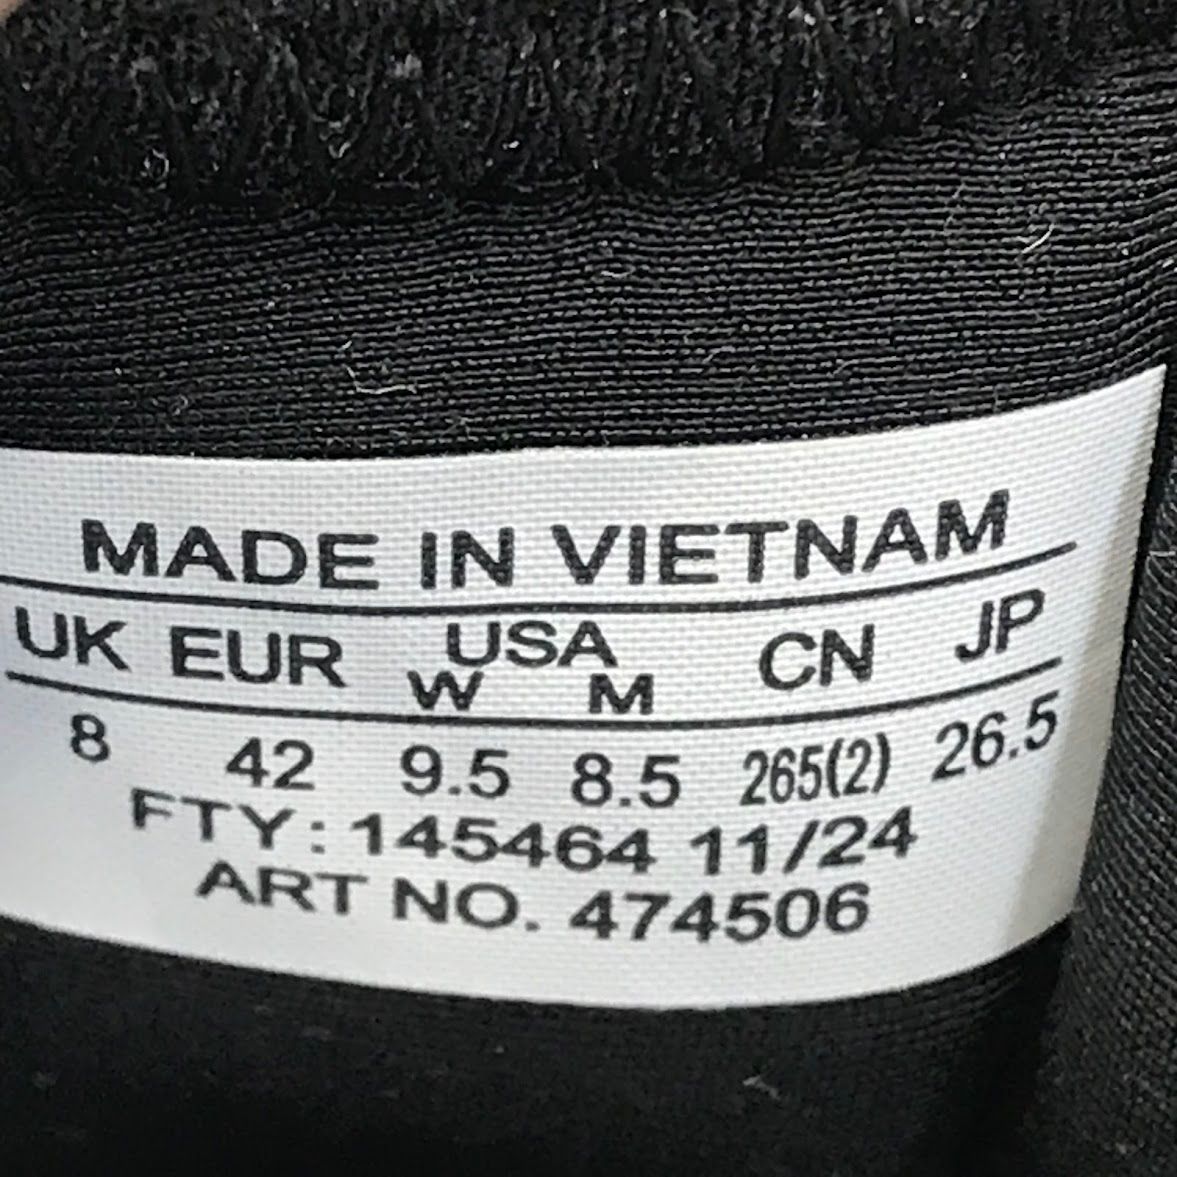 MADE IN VIETNAM
UK EUR USA CN JP
W M
8 42 9.5 8.5 265(2) 26.5
FTY: 145464 11/24
ART NO. 474506